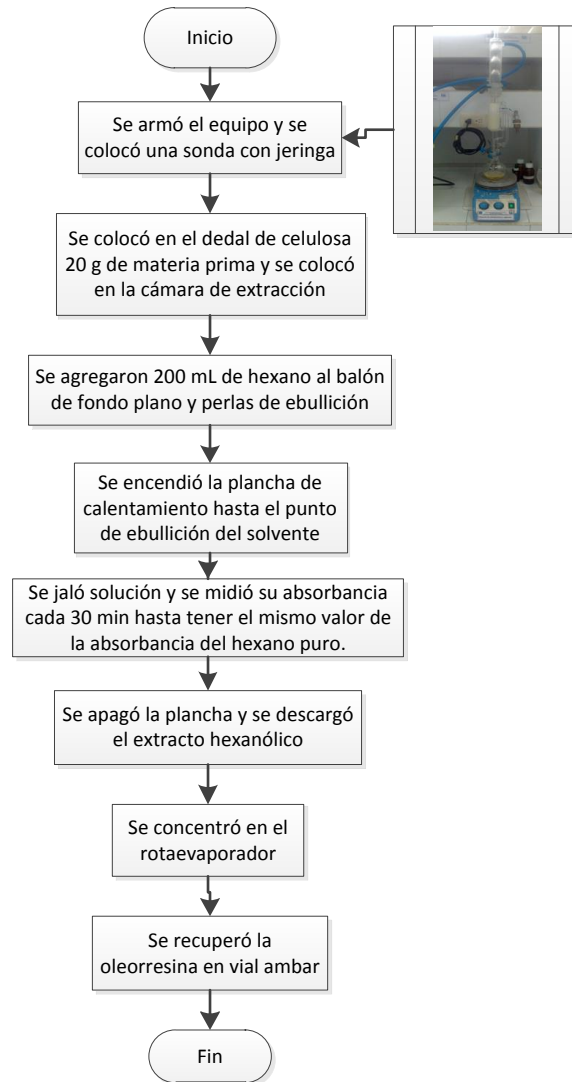 Inicio
Se armó el equipo y se
colocó una sonda con jeringa
Se colocó en el dedal de celulosa
20 g de materia prima y se colocó
en la cámara de extracción
Se agregaron 200 mL de hexano al balón
de fondo plano y perlas de ebullición
Se encendió la plancha de
calentamiento hasta el punto
de ebullición del solvente
Se jaló solución y se midió su absorbancia
cada 30 min hasta tener el mismo valor de
la absorbancia del hexano puro.
Se apagó la plancha y se descargó
el extracto hexanólico
Se concentró en el
rotaevaporador
Se recuperó la
oleorresina en vial ambar
Fin